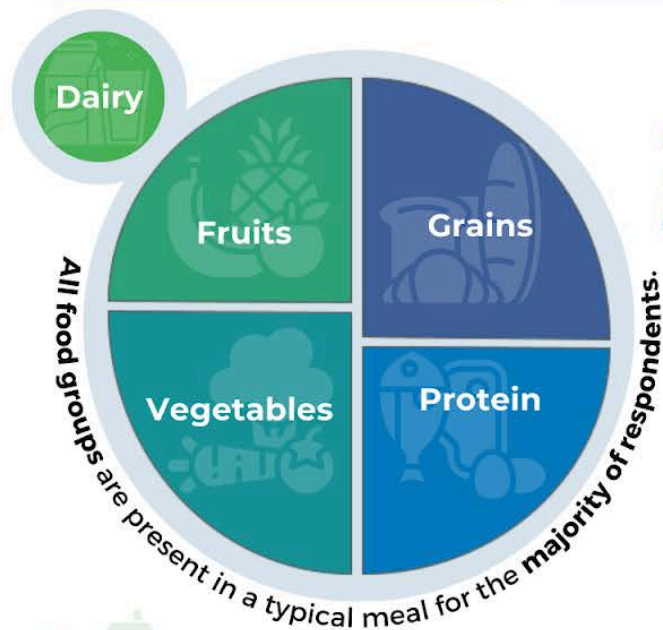 Dairy
Fruits
Grains
Vegetables
Protein
All food groups are present in a typical meal for the majority of respondents.